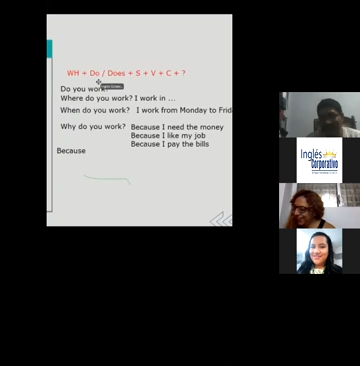 WH + Do / Does + S + V + C + ?
Do you work?
Where do you work? I work in ...
When do you work? I work from Monday to Frid
Why do you work? Because I need the money
Because I like my job
Because I pay the bills
Because
Inglés
Corporativo